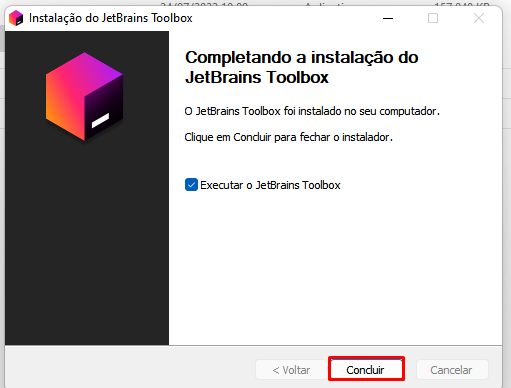 Instalação do JetBrains Toolbox
Completando a instalação do
JetBrains Toolbox
O JetBrains Toolbox foi instalado no seu computador.
Clique em Concluir para fechar o instalador.
Executar o JetBrains Toolbox
< Voltar
Concluir
Cancelar